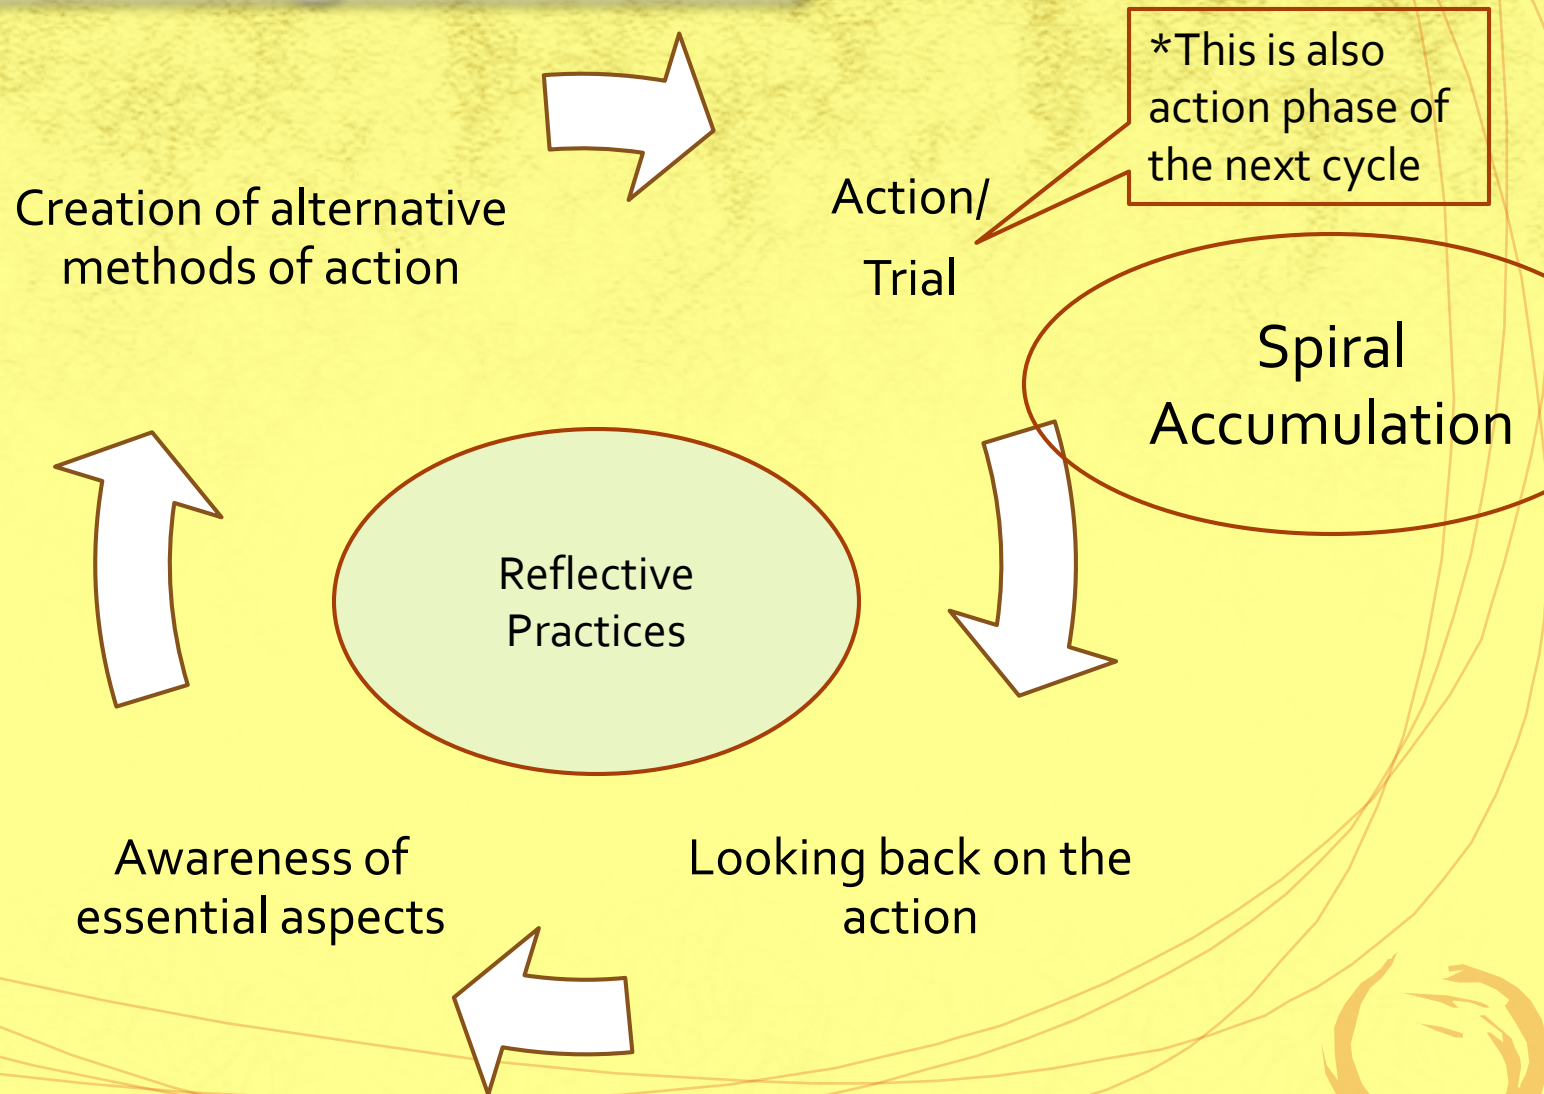 *This is also
action phase of
the next cycle
Creation of alternative
methods of action
Action/
Trial
Spiral
Accumulation
Reflective
Practices
Awareness of
essential aspects
Looking back on the
action